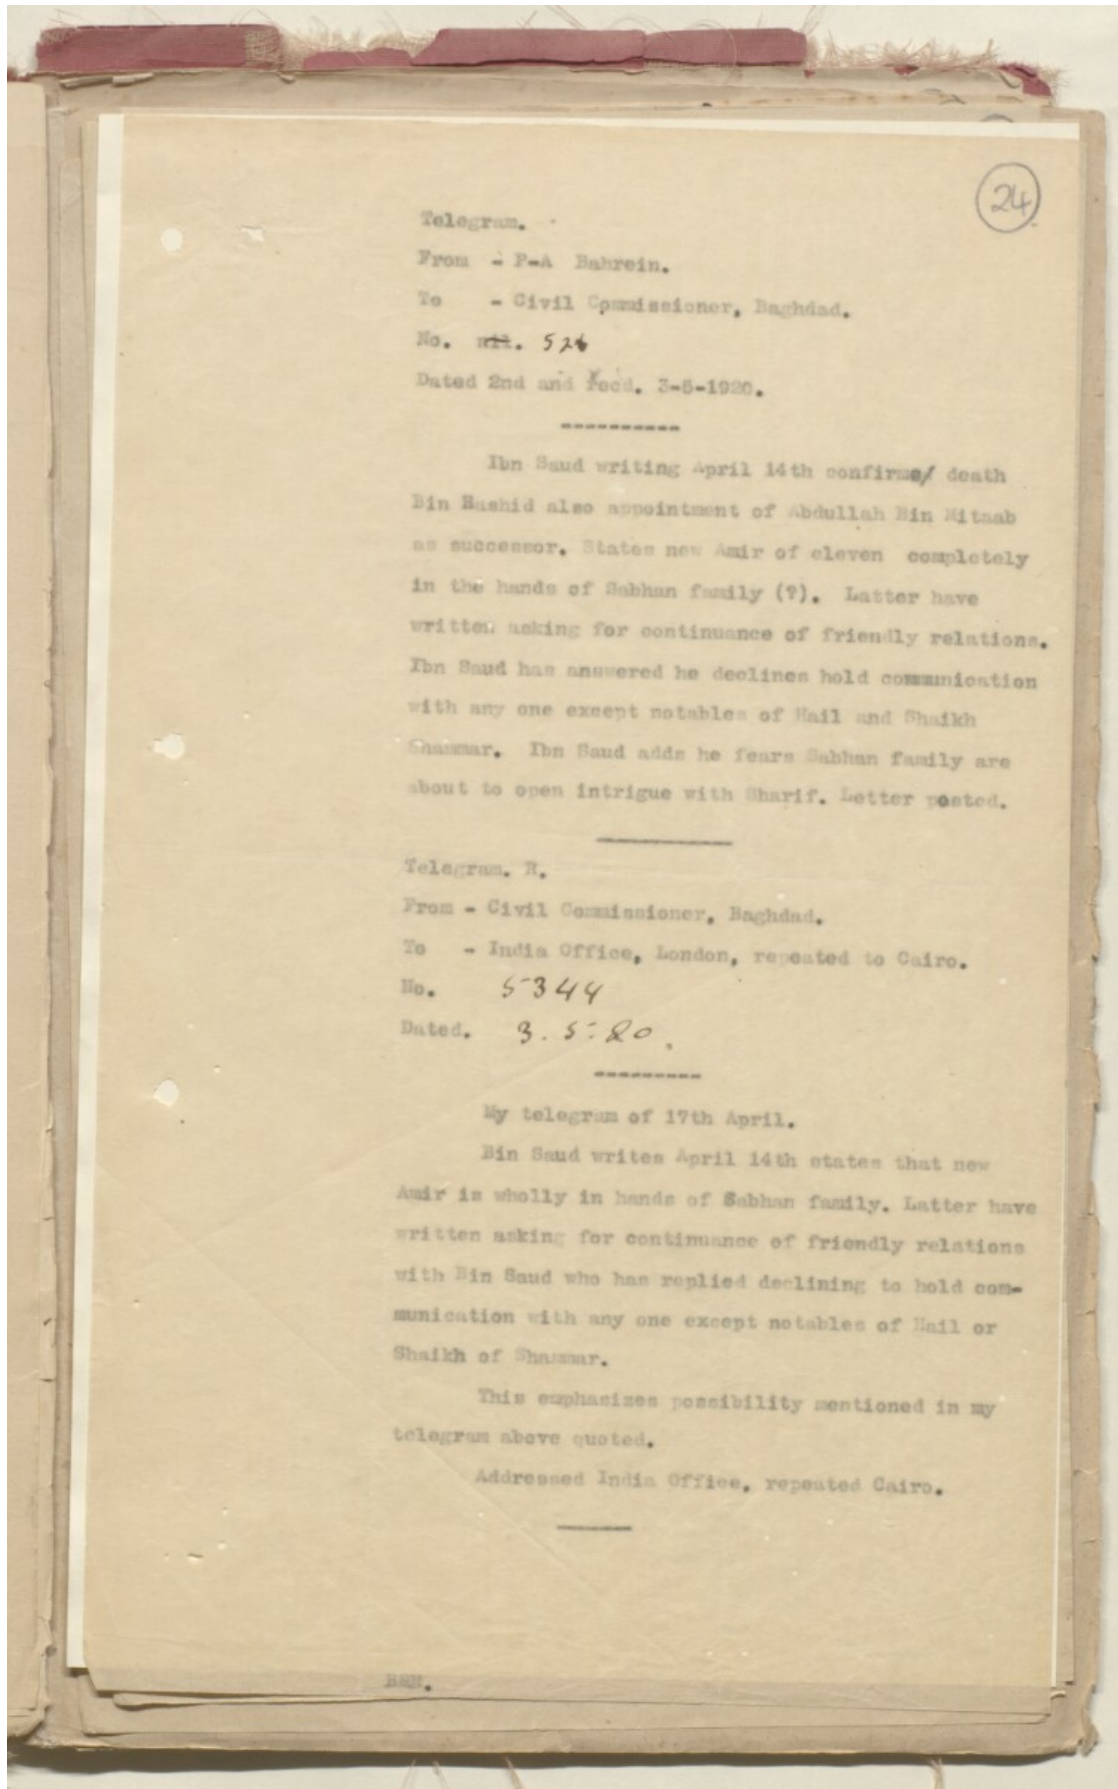 24
Telegram.
From - P-A Bahrein.
To - Civil Commissioner, Baghdad.
No. nil. 526
Dated 2nd and recd. 3-5-1920.
Ibn Saud writing April 14th confirms/ death
Bin Rashid also appointment of Abdullah Bin Mitaab
as successor. States new Amir of eleven completely
in the hands of Sabhan family (?). Latter have
written asking for continuance of friendly relations.
Ibn Saud has answered he declines hold communication
with any one except notables of Hail and Shaikh
Shammar. Ibn Saud adds he fears Sabhan family are
about to open intrigue with Sharif. Letter posted.
Telegram. R.
From - Civil Commissioner, Baghdad.
To - India Office, London, repeated to Cairo.
No. 5344
Dated. 3.5.20.
My telegram of 17th April.
Bin Saud writes April 14th states that new
Amir is wholly in hands of Sabhan family. Latter have
written asking for continuance of friendly relations
with Bin Saud who has replied declining to hold com-
munication with any one except notables of Hail or
Shaikh of Shammar.
This emphasizes possibility mentioned in my
telegram above quoted.
Addressed India Office, repeated Cairo.